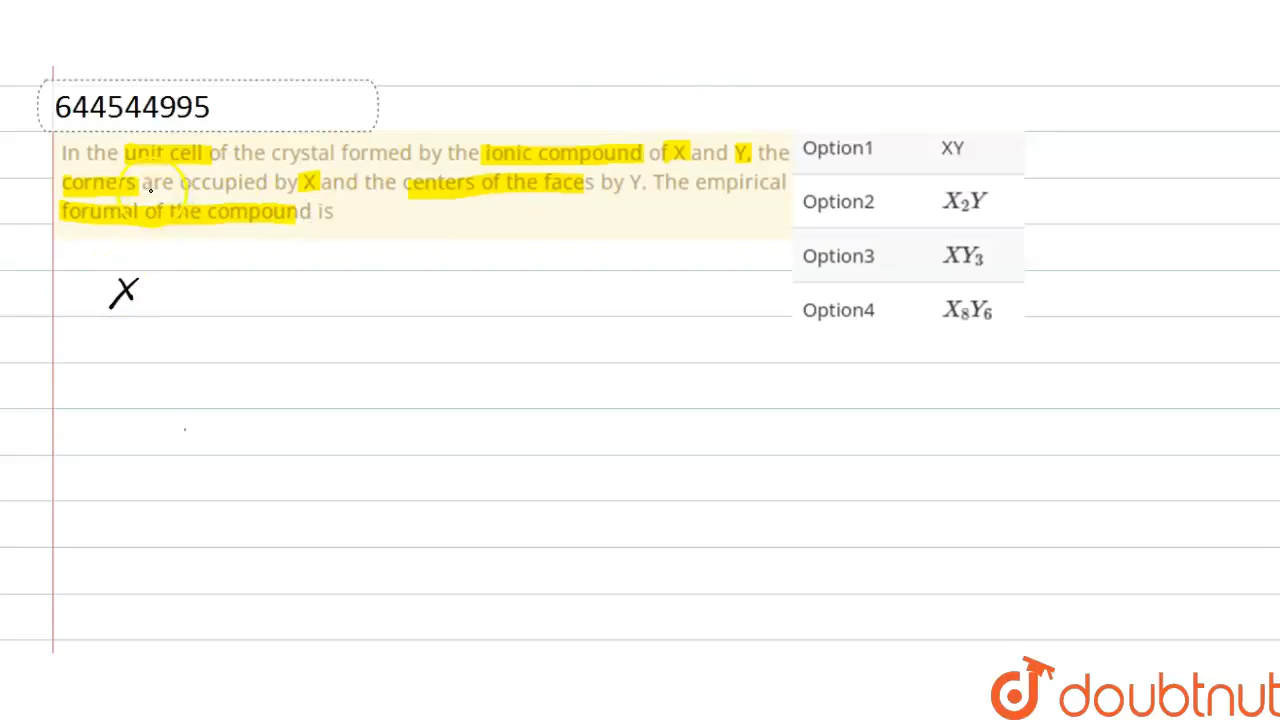 644544995
In the unit cell of the crystal formed by the ionic compound of X and Y, the
corners are occupied by X and the centers of the faces by Y. The empirical
forumal of the compound is
Option1 XY
Option2 X₂Y
Option3 XY₃
Option4 X₈Y₆
X
doubtnut